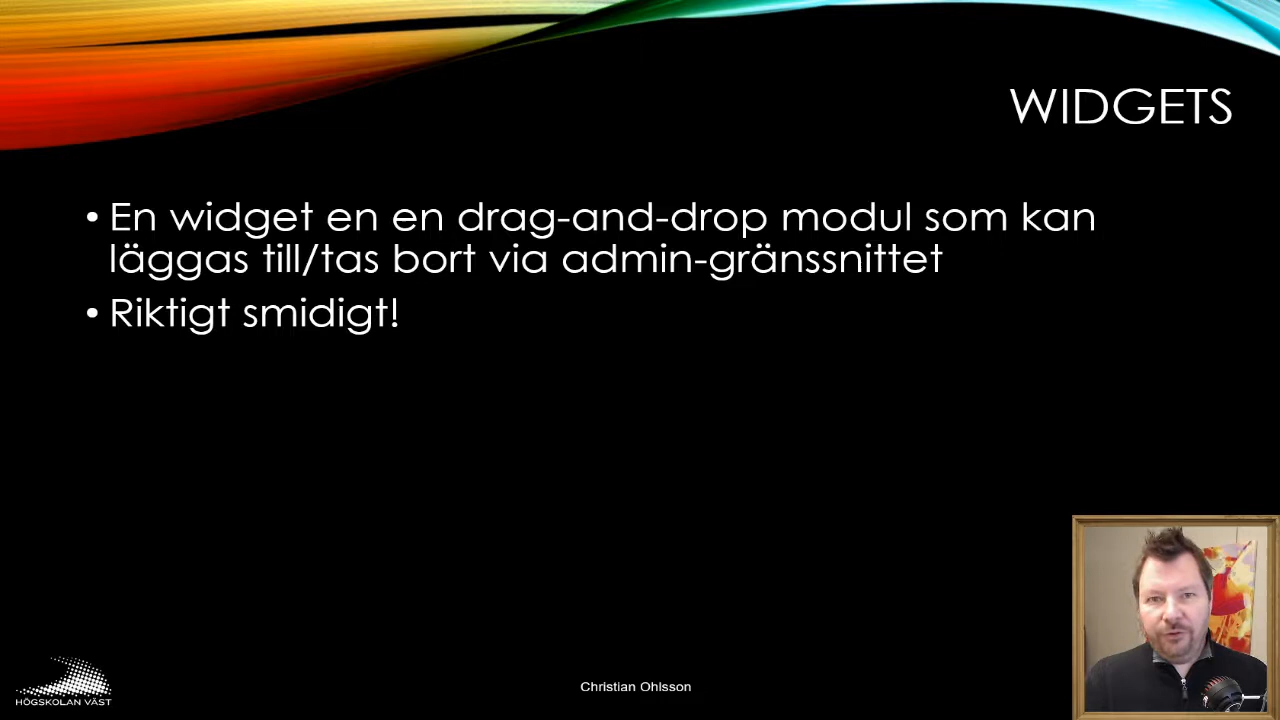 WIDGETS
• En widget en en drag-and-drop modul som kan
läggas till/tas bort via admin-gränssnittet
• Riktigt smidigt!
HÖGSKOLAN VÄST
Christian Ohlsson